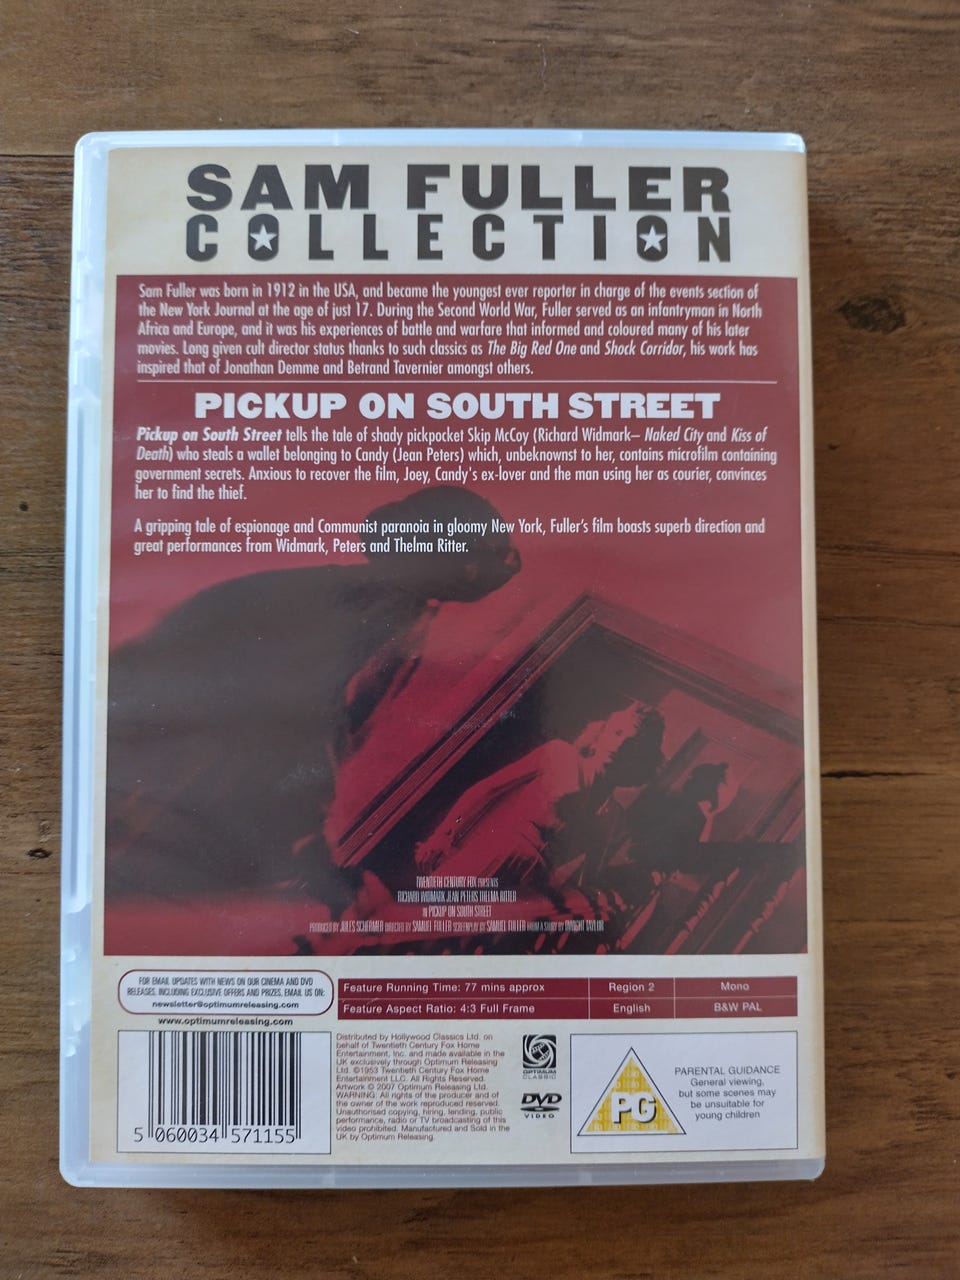 SAM FULLER
COLLECTION
Sam Fuller was born in 1912 in the USA, and became the youngest ever reporter in charge of the events section of
the New York Journal at the age of just 17. During the Second World War, Fuller served as an infantryman in North
Africa and Europe, and it was his experiences of battle and warfare that informed and coloured many of his later
movies. Long given cult director status thanks to such classics as The Big Red One and Shock Corridor, his work has
inspired that of Jonathan Demme and Betrand Tavernier amongst others.
PICKUP ON SOUTH STREET
Pickup on South Street tells the tale of shady pickpocket Skip McCoy (Richard Widmark– Naked City and Kiss of
Death) who steals a wallet belonging to Candy (Jean Peters) which, unbeknownst to her, contains microfilm containing
government secrets. Anxious to recover the film, Joey, Candy's ex-lover and the man using her as courier, convinces
her to find the thief.
A gripping tale of espionage and Communist paranoia in gloomy New York, Fuller's film boasts superb direction and
great performances from Widmark, Peters and Thelma Ritter.
TWENTIETH CENTURY FOX PRESENTS
RICHARD WIDMARK JEAN PETERS THELMA RITTER
IN PICKUP ON SOUTH STREET
PRODUCED BY JULES SCHERMER DIRECTED BY SAMUEL FULLER SCREENPLAY BY SAMUEL FULLER FROM A STORY BY DWIGHT TAYLOR
FOR EMAIL UPDATES WITH NEWS ON OUR CINEMA AND DVD
RELEASES, INCLUDING EXCLUSIVE OFFERS AND PRIZES, EMAIL US ON:
newsletter@optimumreleasing.com
www.optimumreleasing.com
Feature Running Time: 77 mins approx Region 2 Mono
Feature Aspect Ratio: 4:3 Full Frame English B&W PAL
5 060034 571155
Distributed by Hollywood Classics Ltd. on
behalf of Twentieth Century Fox Home
Entertainment, Inc. and made available in the
UK exclusively through Optimum Releasing
Ltd. ©1953 Twentieth Century Fox Home
Entertainment LLC. All Rights Reserved.
Artwork © 2007 Optimum Releasing Ltd.
WARNING: All rights of the producer and of
the owner of the work reproduced reserved.
Unauthorised copying, hiring, lending, public
performance, radio or TV broadcasting of this
video prohibited. Manufactured and Sold in the
UK by Optimum Releasing.
OPTIMUM
CLASSIC
DVD
VIDEO
PG
PARENTAL GUIDANCE
General viewing,
but some scenes may
be unsuitable for
young children